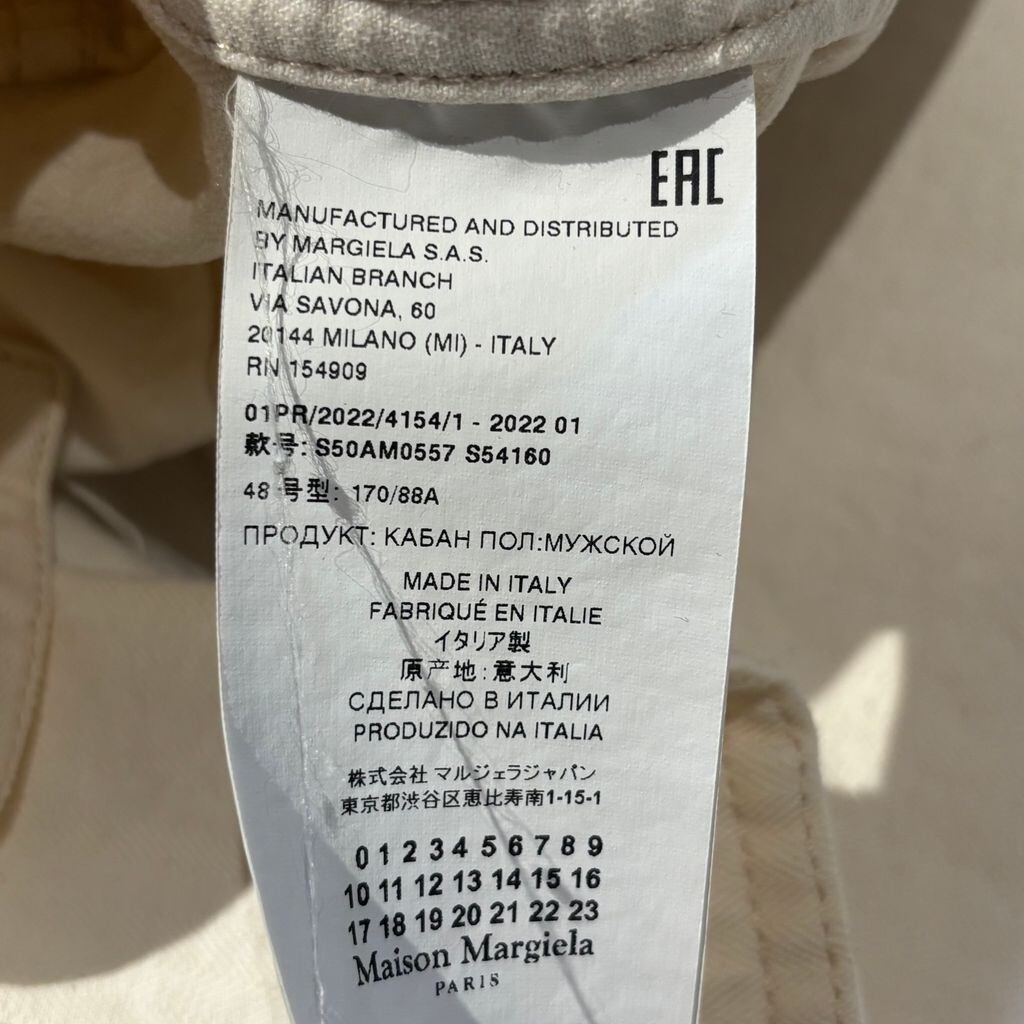 EAC
MANUFACTURED AND DISTRIBUTED
BY MARGIELA S.A.S.
ITALIAN BRANCH
VIA SAVONA, 60
20144 MILANO (MI) - ITALY
RN 154909
01PR/2022/4154/1 - 2022 01
款号: S50AM0557 S54160
48 号型: 170/88A
ПРОДУКТ: КАБАН ПОЛ:МУЖСКОЙ
MADE IN ITALY
FABRIQUÉ EN ITALIE
イタリア製
原产地:意大利
СДЕЛАНО В ИТАЛИИ
PRODUZIDO NA ITALIA
株式会社 マルジェラジャパン
東京都渋谷区恵比寿南1-15-1
0 1 2 3 4 5 6 7 8 9
10 11 12 13 14 15 16
17 18 19 20 21 22 23
Maison Margiela
PARIS